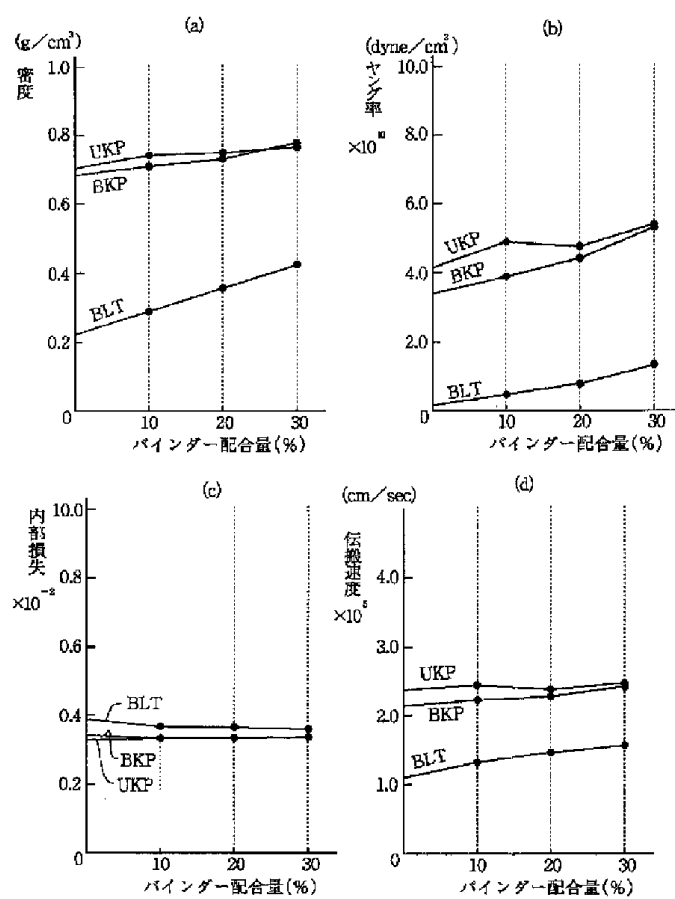 (a)
(g/cm³)
密度
1.0
0.8
0.6
0.4
0.2
0
UKP
BKP
BLT
10
20
30
バインダー配合量(%)
(b)
(dyne/cm²)
ヤング率
×10¹⁰
10.0
8.0
6.0
4.0
2.0
0
UKP
BKP
BLT
10
20
30
バインダー配合量(%)
(c)
内部損失
×10⁻²
10.0
0.8
0.6
0.4
0.2
0
BLT
BKP
UKP
10
20
30
バインダー配合量(%)
(d)
(cm/sec)
伝搬速度
×10⁵
4.0
3.0
2.0
1.0
0
UKP
BKP
BLT
10
20
30
バインダー配合量(%)